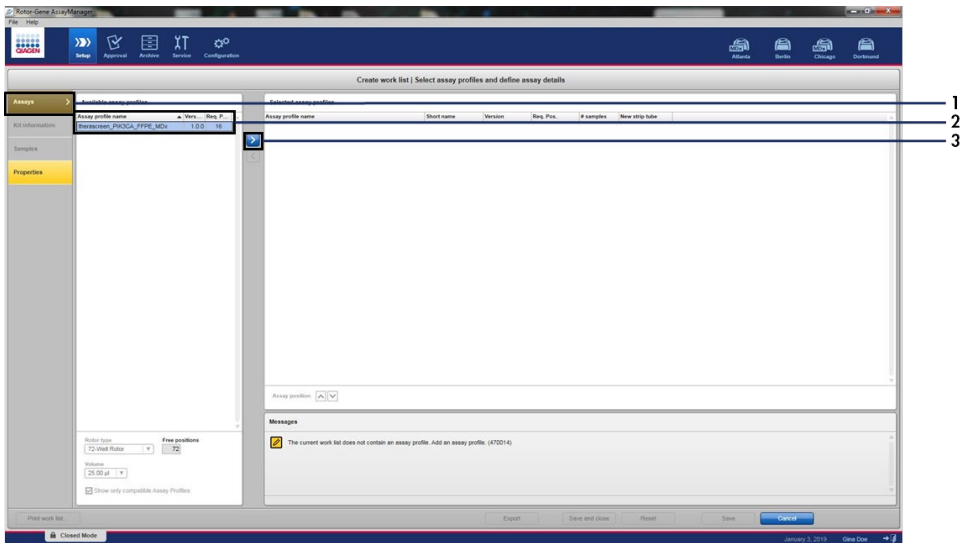 Rotor-Gene AssayManager
File Help
QIAGEN
Setup Approval Archive Service Configuration
Atlanta Berlin Chicago Dortmund
Create work list | Select assay profiles and define assay details
Assays
Kit information
Samples
Properties
Available assay profiles
Assay profile name Vers... Req. P...
therascreen_PIK3CA_FFPE_MDx 1.0.0 16
Selected assay profiles
Assay profile name Short name Version Req. Pos. # samples New strip tube
1
2
3
Assay position
Rotor type Free positions
72-Well Rotor 72
Volume
25.00 µl
Show only compatible Assay Profiles
Messages
The current work list does not contain an assay profile. Add an assay profile. (470014)
Print work list... Export Save and close Reset Save Cancel
Closed Mode
January 3, 2019 Gina Doe